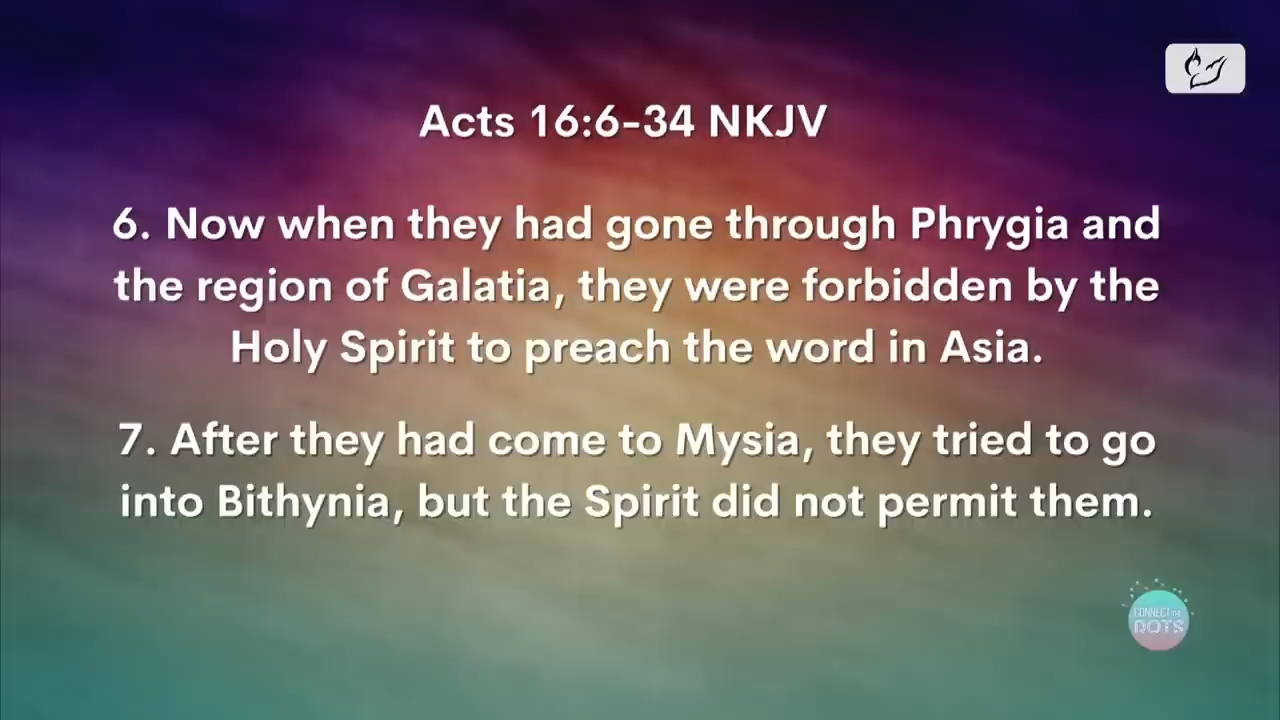 Acts 16:6-34 NKJV
6. Now when they had gone through Phrygia and
the region of Galatia, they were forbidden by the
Holy Spirit to preach the word in Asia.
7. After they had come to Mysia, they tried to go
into Bithynia, but the Spirit did not permit them.
CONNECT THE
DOTS